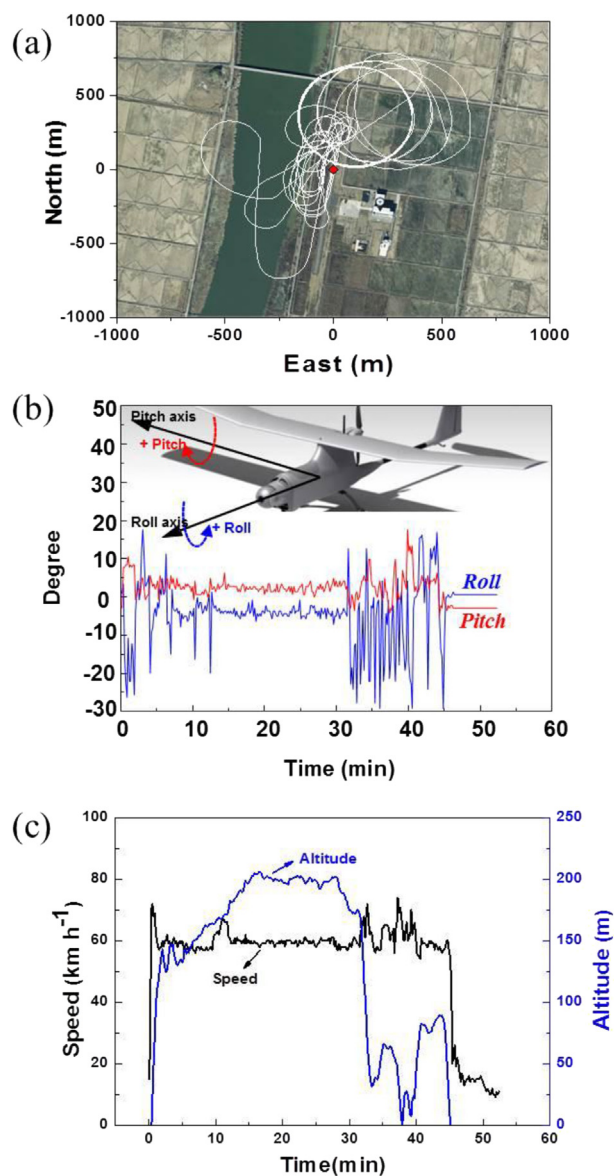 (a)
1000
500
0
-500
-1000
North (m)
-1000 -500 0 500 1000
East (m)
(b)
50
40
30
20
10
0
-10
-20
-30
Degree
Pitch axis
+ Pitch
Roll axis
+ Roll
Roll
Pitch
0 10 20 30 40 50 60
Time (min)
(c)
100
80
60
40
20
0
Speed (km h⁻¹)
Altitude
Speed
250
200
150
100
50
0
Altitude (m)
0 10 20 30 40 50 60
Time(min)